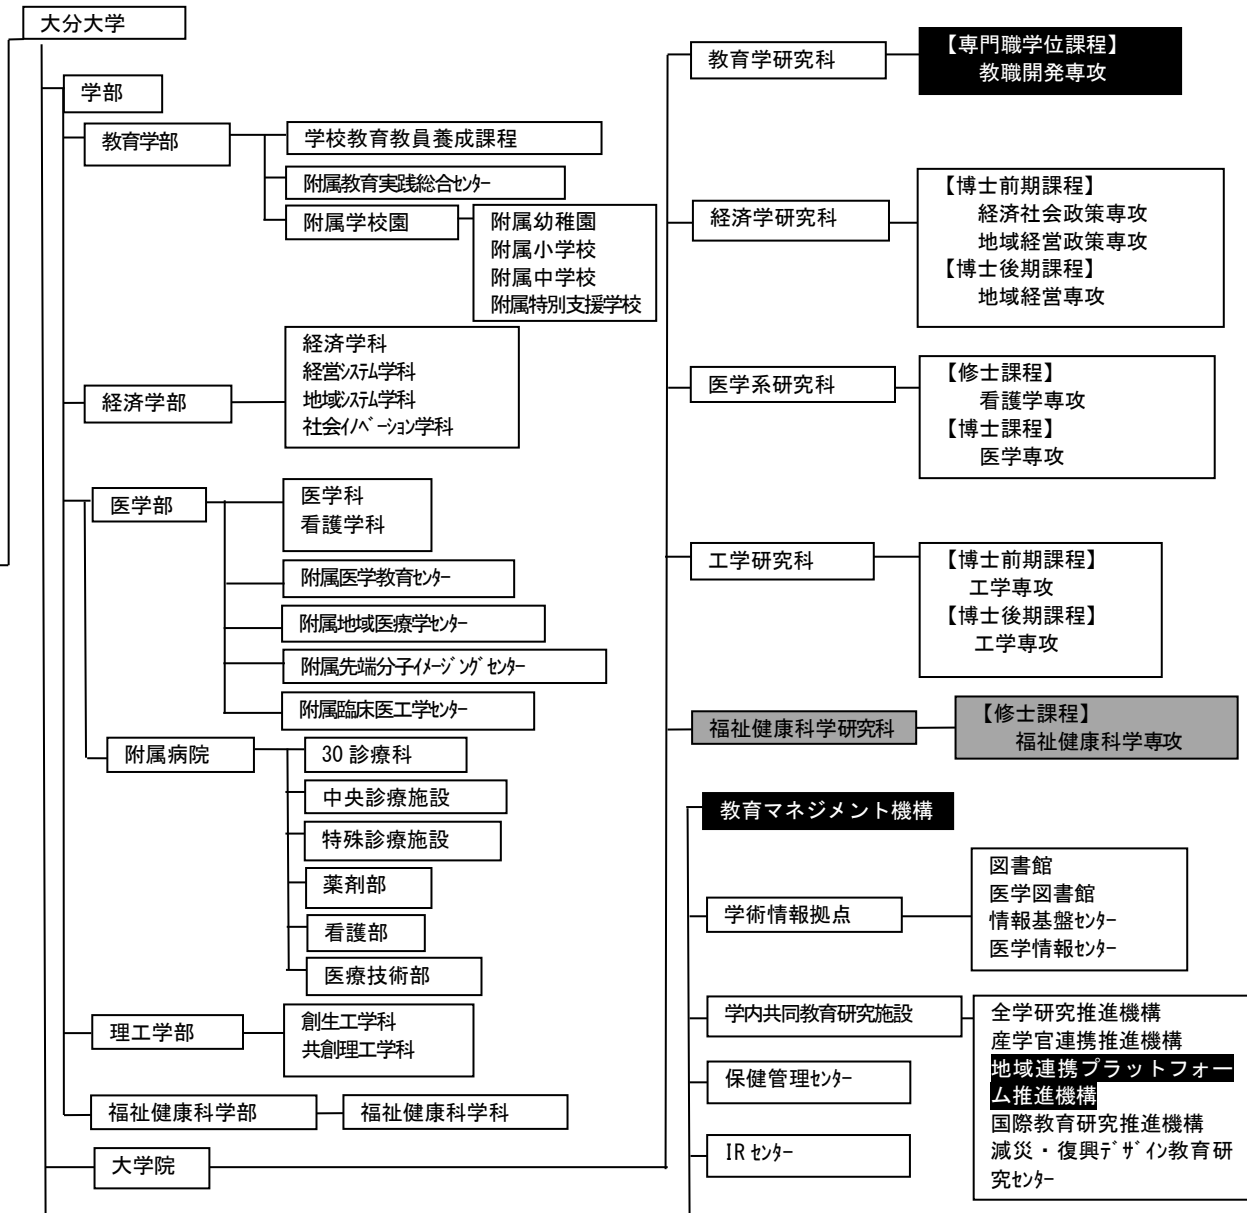 大分大学
学部
教育学部
学校教育教員養成課程
附属教育実践総合ｾﾝﾀｰ
附属学校園
附属幼稚園
附属小学校
附属中学校
附属特別支援学校
経済学部
経済学科
経営ｼｽﾃﾑ学科
地域ｼｽﾃﾑ学科
社会ｲﾉﾍﾞｰｼｮﾝ学科
医学部
医学科
看護学科
附属医学教育ｾﾝﾀｰ
附属地域医療学ｾﾝﾀｰ
附属先端分子ｲﾒｰｼﾞﾝｸﾞｾﾝﾀｰ
附属臨床医工学ｾﾝﾀｰ
附属病院
30 診療科
中央診療施設
特殊診療施設
薬剤部
看護部
医療技術部
理工学部
創生工学科
共創理工学科
福祉健康科学部
福祉健康科学科
大学院
教育学研究科
【専門職学位課程】
教職開発専攻
経済学研究科
【博士前期課程】
経済社会政策専攻
地域経営政策専攻
【博士後期課程】
地域経営専攻
医学系研究科
【修士課程】
看護学専攻
【博士課程】
医学専攻
工学研究科
【博士前期課程】
工学専攻
【博士後期課程】
工学専攻
福祉健康科学研究科
【修士課程】
福祉健康科学専攻
教育マネジメント機構
学術情報拠点
図書館
医学図書館
情報基盤ｾﾝﾀｰ
医学情報ｾﾝﾀｰ
学内共同教育研究施設
全学研究推進機構
産学官連携推進機構
地域連携プラットフォー
ム推進機構
国際教育研究推進機構
減災・復興ﾃﾞｻﾞｲﾝ教育研
究ｾﾝﾀｰ
保健管理ｾﾝﾀｰ
IR ｾﾝﾀｰ